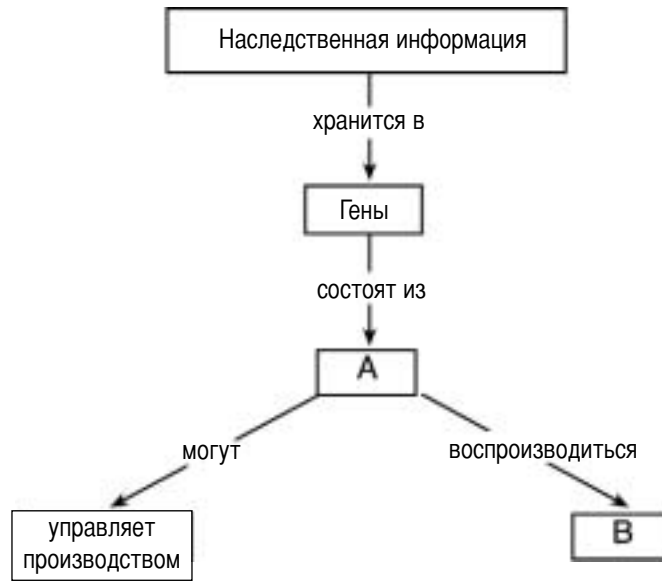 Наследственная информация
хранится в
Гены
состоят из
A
могут
воспроизводиться
управляет
производством
B